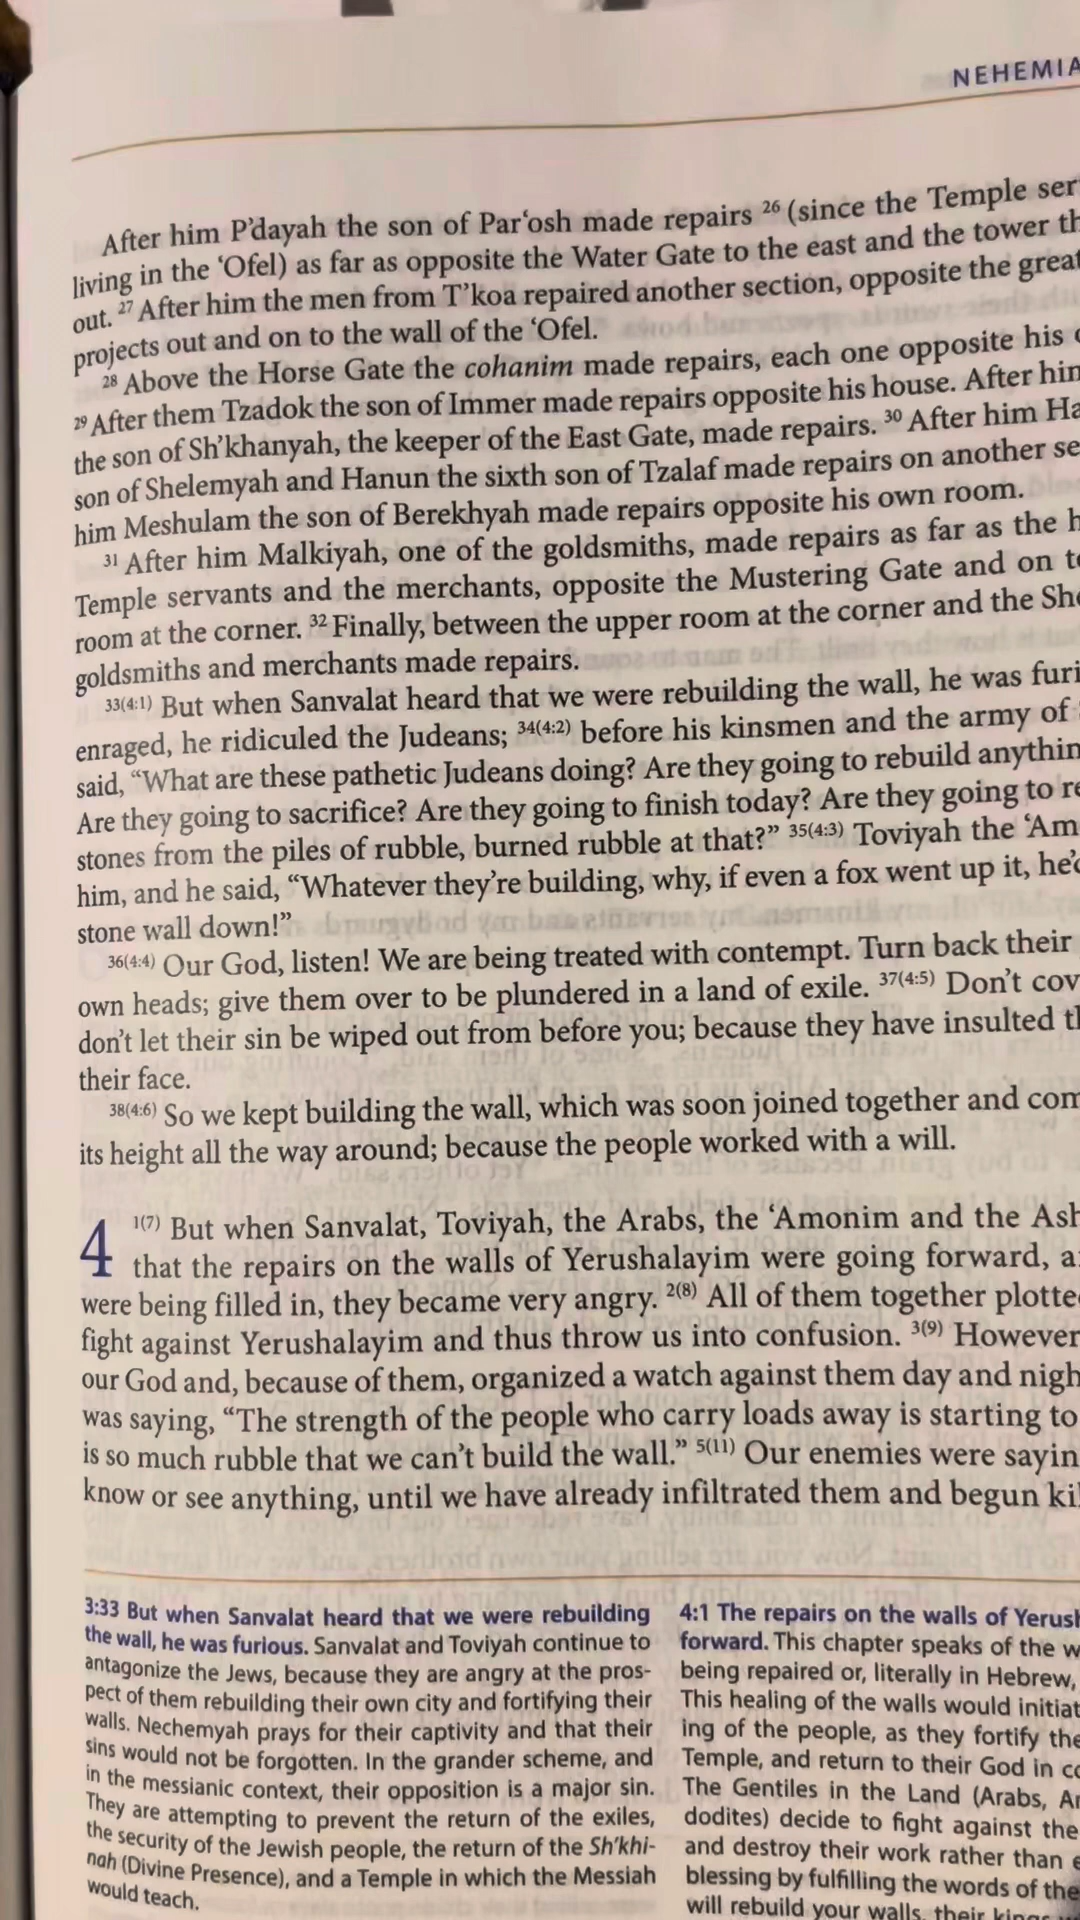 NEHEMIA
After him P'dayah the son of Par‘osh made repairs 26 (since the Temple ser
living in the ‘Ofel) as far as opposite the Water Gate to the east and the tower th
out. 27 After him the men from T'koa repaired another section, opposite the great
projects out and on to the wall of the ‘Ofel.
28 Above the Horse Gate the cohanim made repairs, each one opposite his
29 After them Tzadok the son of Immer made repairs opposite his house. After him
the son of Sh'khanyah, the keeper of the East Gate, made repairs. 30 After him Ha
son of Shelemyah and Hanun the sixth son of Tzalaf made repairs on another se
him Meshulam the son of Berekhyah made repairs opposite his own room.
31 After him Malkiyah, one of the goldsmiths, made repairs as far as the h
Temple servants and the merchants, opposite the Mustering Gate and on t
room at the corner. 32 Finally, between the upper room at the corner and the She
goldsmiths and merchants made repairs.
33(4:1) But when Sanvalat heard that we were rebuilding the wall, he was furi
enraged, he ridiculed the Judeans; 34(4:2) before his kinsmen and the army of
said, “What are these pathetic Judeans doing? Are they going to rebuild anythin
Are they going to sacrifice? Are they going to finish today? Are they going to re
stones from the piles of rubble, burned rubble at that?” 35(4:3) Toviyah the ‘Am
him, and he said, “Whatever they're building, why, if even a fox went up it, he'd
stone wall down!”
36(4:4) Our God, listen! We are being treated with contempt. Turn back their
own heads; give them over to be plundered in a land of exile. 37(4:5) Don't cov
don't let their sin be wiped out from before you; because they have insulted th
their face.
38(4:6) So we kept building the wall, which was soon joined together and com
its height all the way around; because the people worked with a will.
4 1(7) But when Sanvalat, Toviyah, the Arabs, the ‘Amonim and the Ash
that the repairs on the walls of Yerushalayim were going forward, a
were being filled in, they became very angry. 2(8) All of them together plotte
fight against Yerushalayim and thus throw us into confusion. 3(9) However
our God and, because of them, organized a watch against them day and nigh
was saying, “The strength of the people who carry loads away is starting to
is so much rubble that we can't build the wall.” 5(11) Our enemies were sayin
know or see anything, until we have already infiltrated them and begun kil
3:33 But when Sanvalat heard that we were rebuilding
the wall, he was furious. Sanvalat and Toviyah continue to
antagonize the Jews, because they are angry at the pros-
pect of them rebuilding their own city and fortifying their
walls. Nechemyah prays for their captivity and that their
sins would not be forgotten. In the grander scheme, and
in the messianic context, their opposition is a major sin.
They are attempting to prevent the return of the exiles,
the security of the Jewish people, the return of the Sh'khi-
nah (Divine Presence), and a Temple in which the Messiah
would teach.
4:1 The repairs on the walls of Yerush
forward. This chapter speaks of the w
being repaired or, literally in Hebrew,
This healing of the walls would initiat
ing of the people, as they fortify the
Temple, and return to their God in co
The Gentiles in the Land (Arabs, Am
dodites) decide to fight against the
and destroy their work rather than e
blessing by fulfilling the words of the
will rebuild your walls, their kings